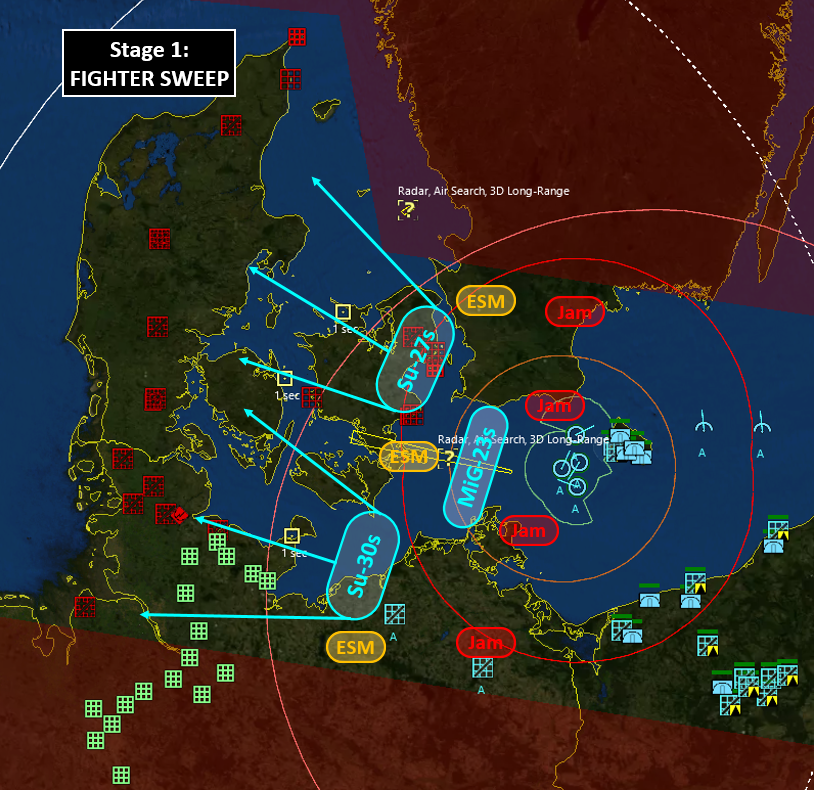 Stage 1:
FIGHTER SWEEP
Radar, Air Search, 3D Long-Range
?
ESM
Jam
1 sec
Su-27s
1 sec
Jam
Radar, Air Search, 3D Long-Range
ESM
?
MiG-23s
A
A
A
A
Jam
1 sec
Su-30s
A
ESM
Jam
A